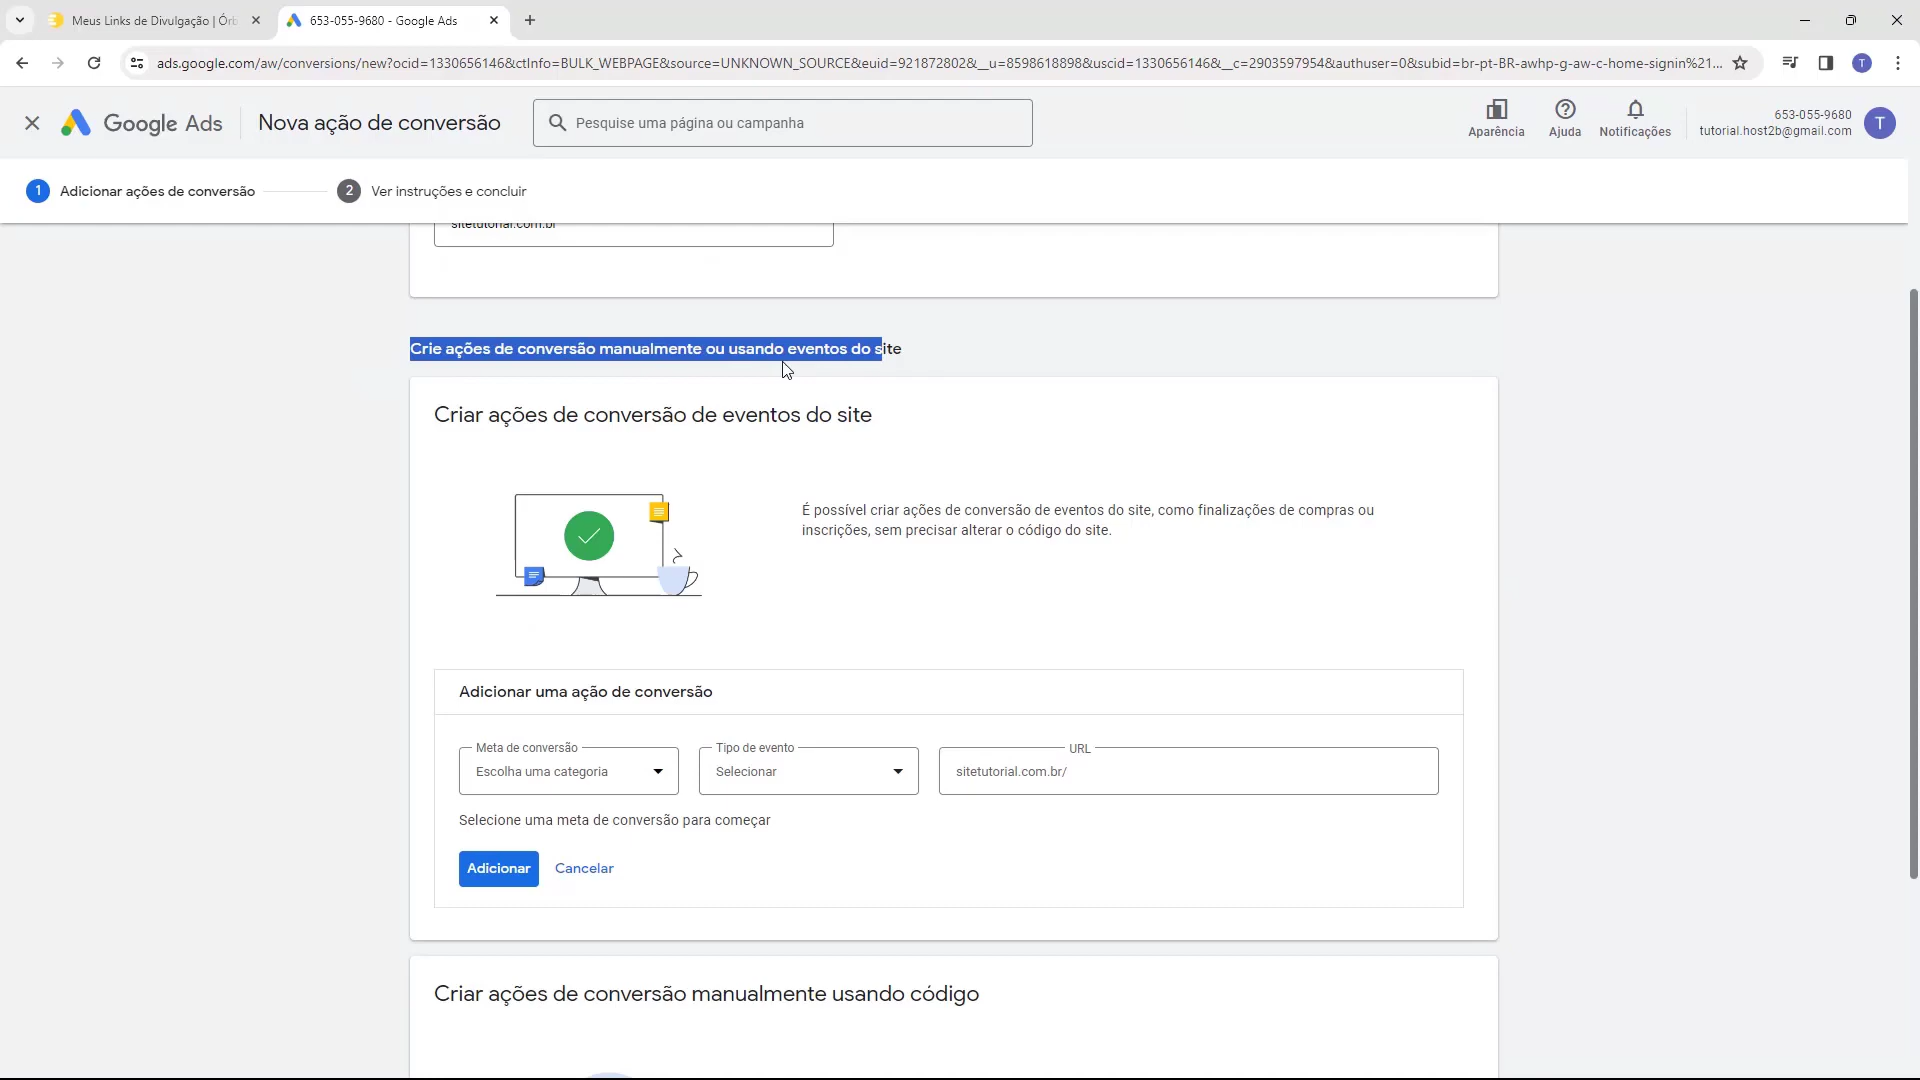 Meus Links de Divulgação | Órb
653-055-9680 - Google Ads
ads.google.com/aw/conversions/new?ocid=1330656146&ctInfo=BULK_WEBPAGE&source=UNKNOWN_SOURCE&euid=921872802&__u=8598618898&uscid=1330656146&__c=2903597954&authuser=0&subid=br-pt-BR-awhp-g-aw-c-home-signin%21...
T
Google Ads
Nova ação de conversão
Pesquise uma página ou campanha
Aparência
Ajuda
Notificações
653-055-9680
tutorial.host2b@gmail.com
T
1 Adicionar ações de conversão
2 Ver instruções e concluir
sitetutorial.com.br
Crie ações de conversão manualmente ou usando eventos do site
Criar ações de conversão de eventos do site
É possível criar ações de conversão de eventos do site, como finalizações de compras ou
inscrições, sem precisar alterar o código do site.
Adicionar uma ação de conversão
Meta de conversão
Escolha uma categoria
Tipo de evento
Selecionar
URL
sitetutorial.com.br/
Selecione uma meta de conversão para começar
Adicionar
Cancelar
Criar ações de conversão manualmente usando código